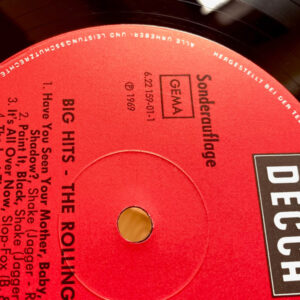 ALLE URHEBER- UND LEISTUNGSSCHUTZRECHTE
HERGESTELLT BEI DER TE
DECCA
Sonderauflage
GEMA
6.22 159-01-1
Ⓟ 1969
BIG HITS - THE ROLLING
1. Have You Seen Your Mother, Baby,
Shadow?, Shake (Jagger - R
2. Paint It, Black, Shake (Jagger
3. It's All Over Now, Slop-Fox (B.